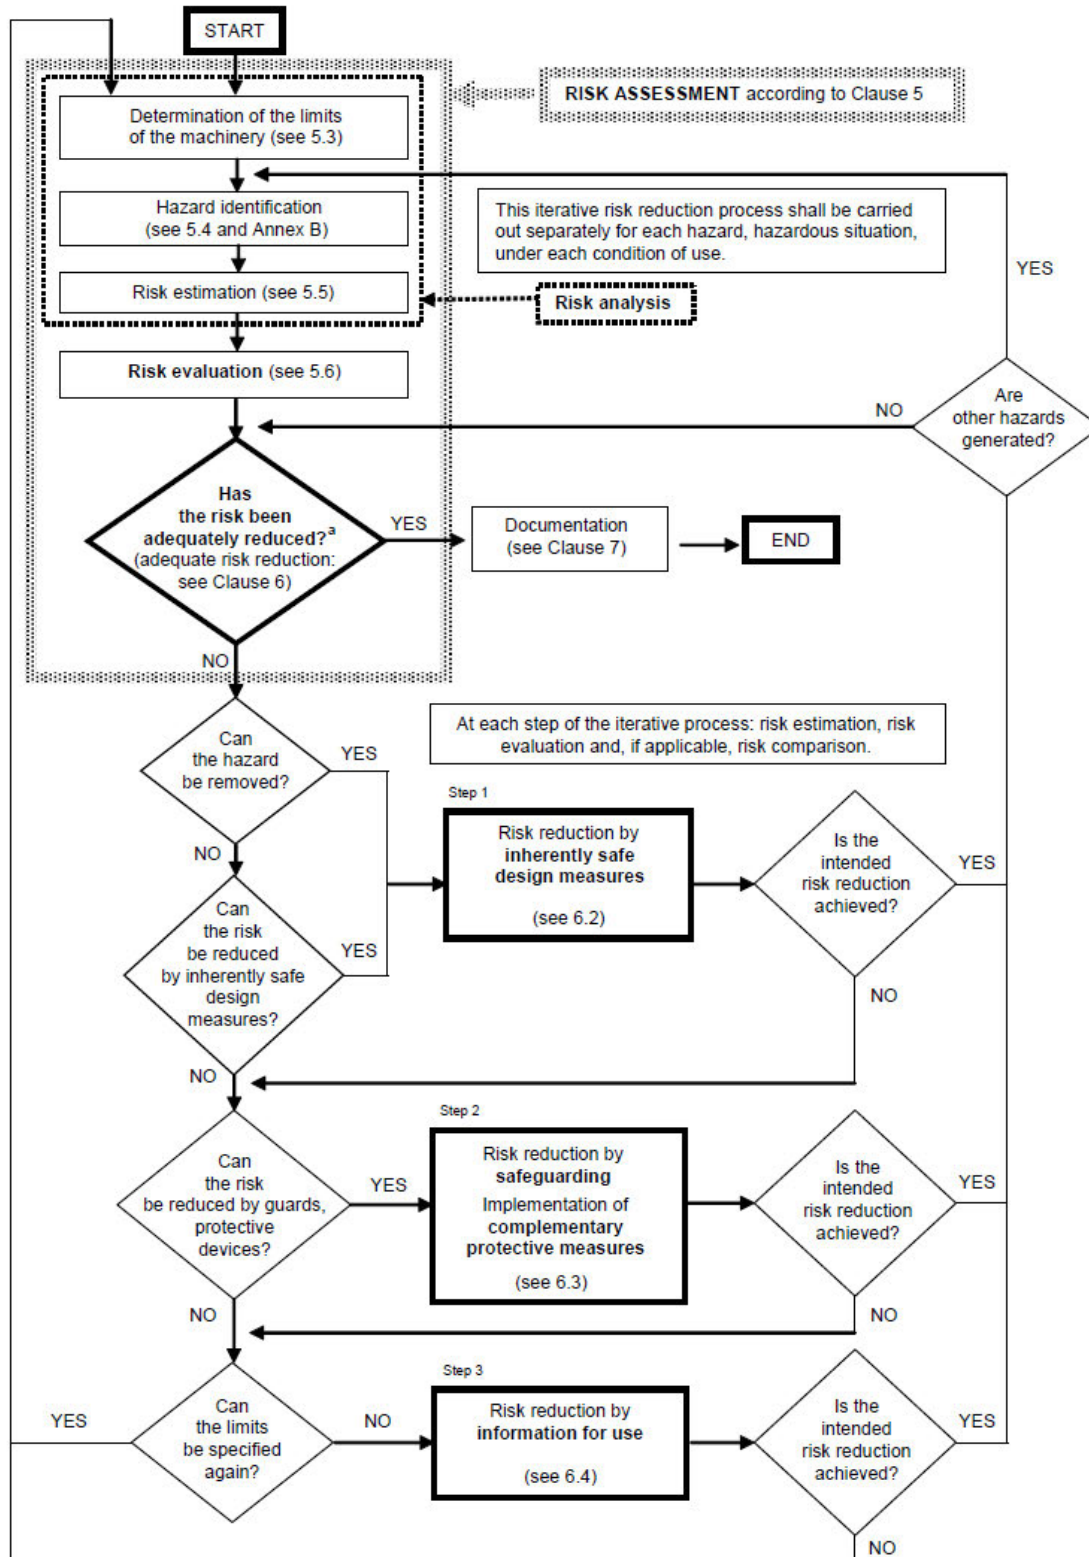 START
RISK ASSESSMENT according to Clause 5
Determination of the limits
of the machinery (see 5.3)
Hazard identification
(see 5.4 and Annex B)
This iterative risk reduction process shall be carried
out separately for each hazard, hazardous situation,
under each condition of use.
YES
Risk estimation (see 5.5)
Risk analysis
Risk evaluation (see 5.6)
NO
Are
other hazards
generated?
Has
the risk been
adequately reduced?ᵃ
(adequate risk reduction:
see Clause 6)
YES
Documentation
(see Clause 7)
END
NO
At each step of the iterative process: risk estimation, risk
evaluation and, if applicable, risk comparison.
Can
the hazard
be removed?
YES
NO
Step 1
Risk reduction by
inherently safe
design measures
(see 6.2)
Is the
intended
risk reduction
achieved?
YES
NO
Can
the risk
be reduced
by inherently safe
design
measures?
YES
NO
Step 2
Can
the risk
be reduced by guards,
protective
devices?
YES
Risk reduction by
safeguarding
Implementation of
complementary
protective measures
(see 6.3)
Is the
intended
risk reduction
achieved?
YES
NO
NO
Step 3
YES
Can
the limits
be specified
again?
NO
Risk reduction by
information for use
(see 6.4)
Is the
intended
risk reduction
achieved?
YES
NO